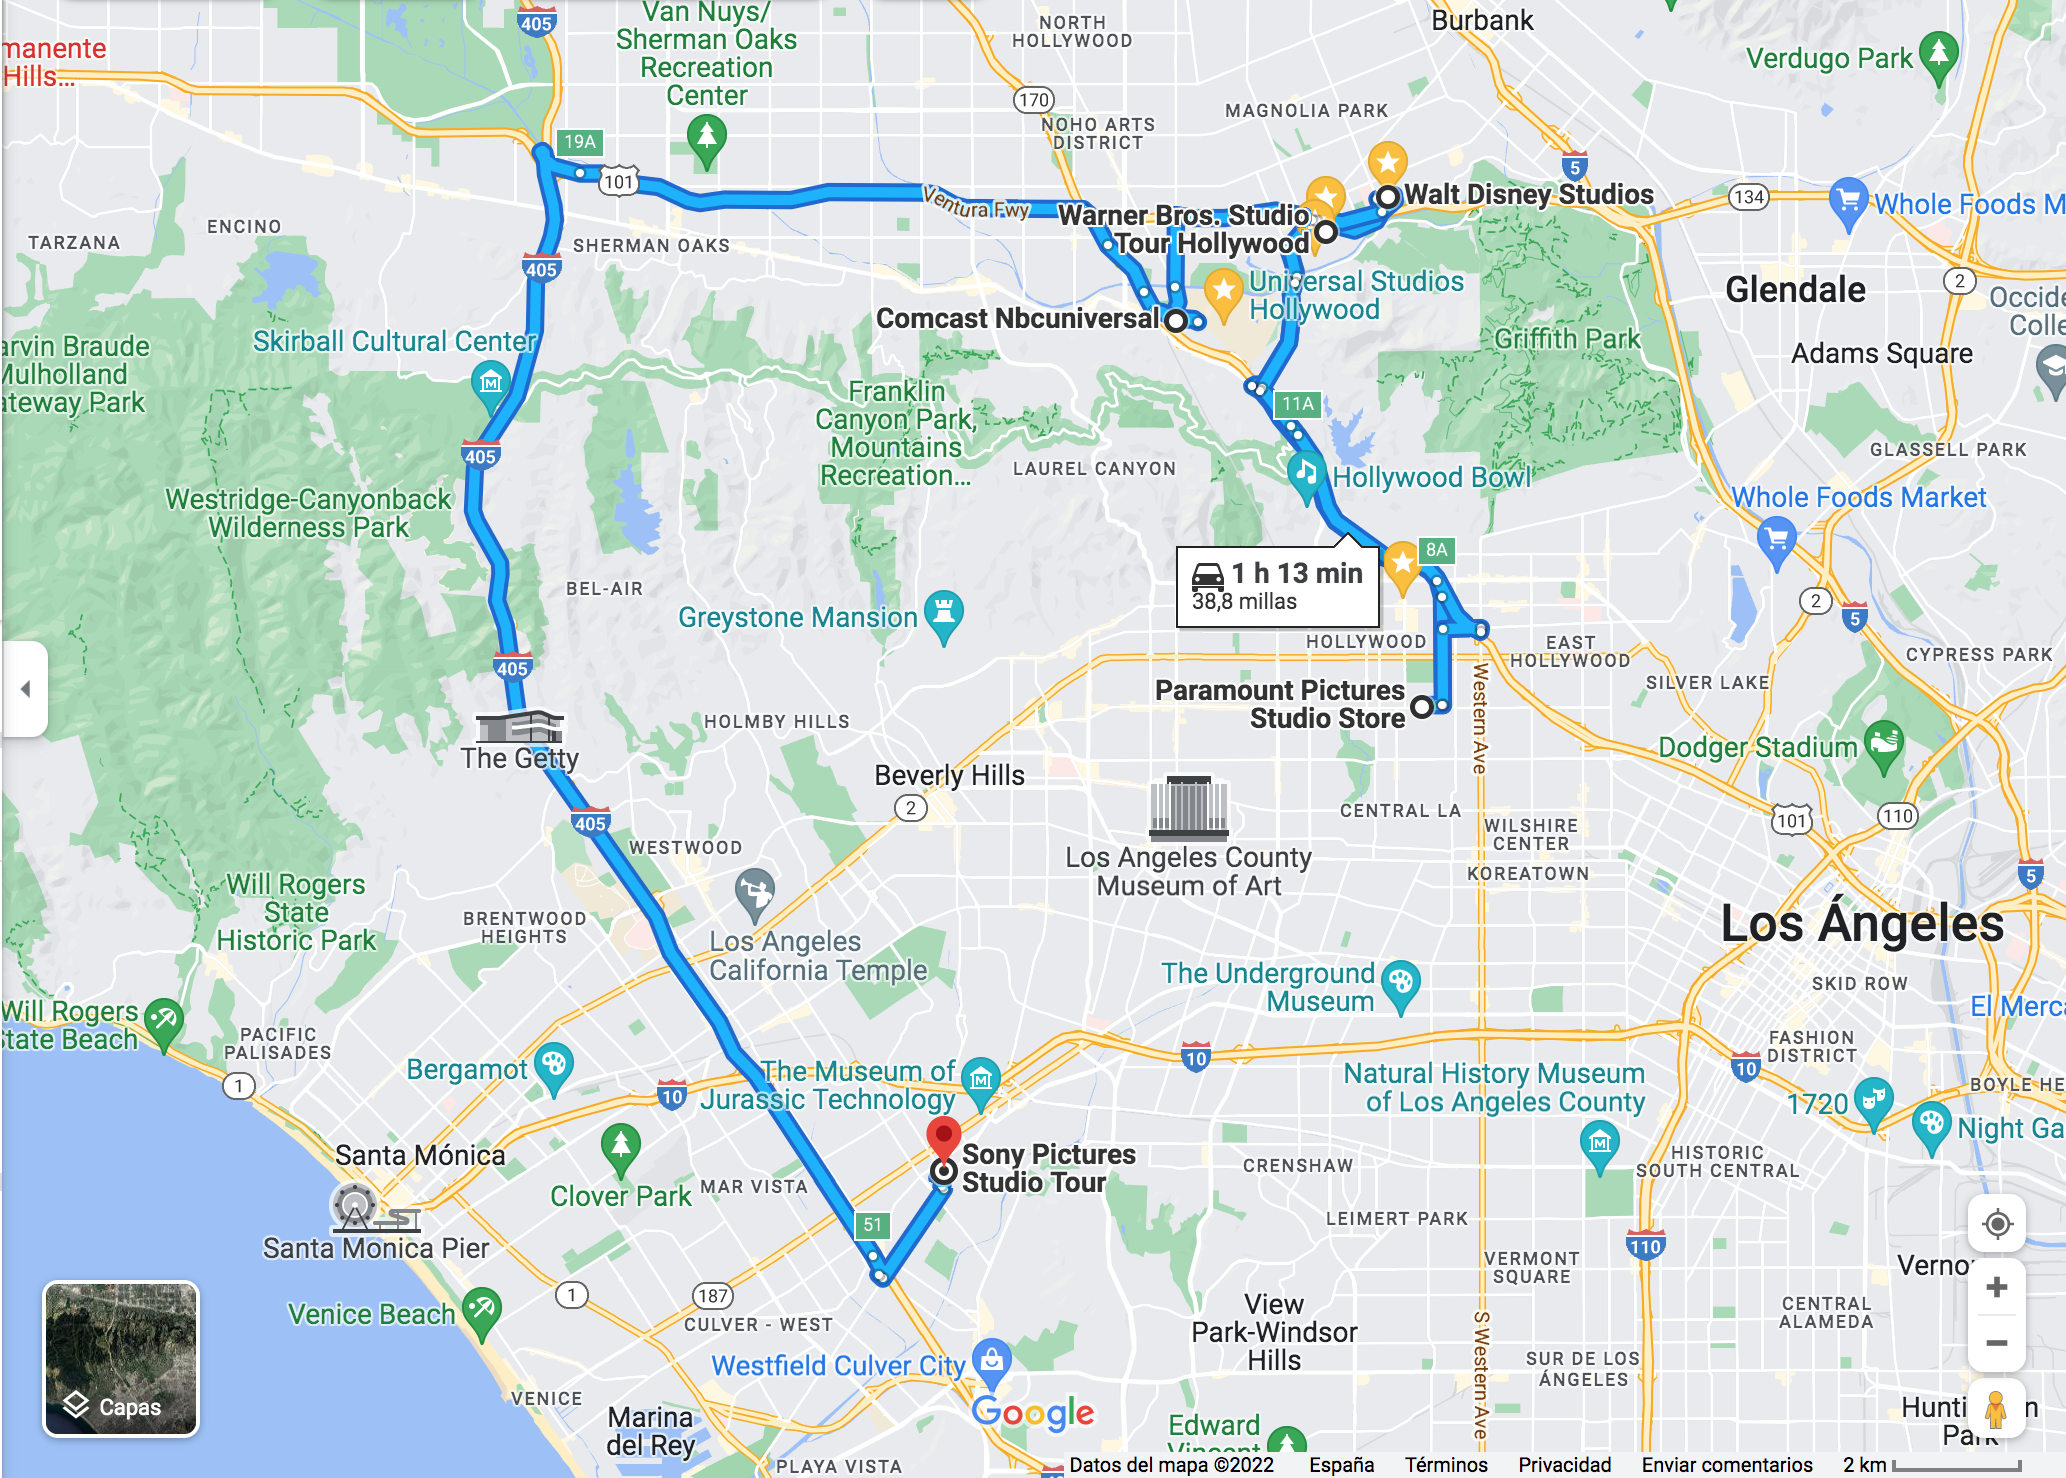 405
Van Nuys/
Sherman Oaks
Recreation
Center
NORTH
HOLLYWOOD
Burbank
Verdugo Park
manente
Hills...
170
MAGNOLIA PARK
NOHO ARTS
DISTRICT
19A
101
5
134
Whole Foods M
Walt Disney Studios
Ventura Fwy
Warner Bros. Studio
Tour Hollywood
TARZANA
ENCINO
SHERMAN OAKS
405
Universal Studios
Hollywood
Comcast Nbcuniversal
Glendale
2
Occide
Colle
Skirball Cultural Center
arvin Braude
Mulholland
ateway Park
Griffith Park
Adams Square
Franklin
Canyon Park,
Mountains
Recreation...
11A
405
LAUREL CANYON
Hollywood Bowl
GLASSELL PARK
Westridge-Canyonback
Wilderness Park
Whole Foods Market
8A
1 h 13 min
38,8 millas
BEL-AIR
Greystone Mansion
2
5
HOLLYWOOD
EAST
HOLLYWOOD
CYPRESS PARK
405
SILVER LAKE
Paramount Pictures
Studio Store
Western Ave
HOLMBY HILLS
The Getty
Dodger Stadium
Beverly Hills
2
CENTRAL LA
101
110
405
WILSHIRE
CENTER
WESTWOOD
Los Angeles County
Museum of Art
KOREATOWN
5
Will Rogers
State
Historic Park
BRENTWOOD
HEIGHTS
Los Ángeles
Los Angeles
California Temple
The Underground
Museum
SKID ROW
Will Rogers
State Beach
El Merca
PACIFIC
PALISADES
FASHION
DISTRICT
Bergamot
10
10
1
The Museum of
Jurassic Technology
10
Natural History Museum
of Los Angeles County
BOYLE HE
1720
Night Ga
Santa Mónica
Sony Pictures
Studio Tour
CRENSHAW
HISTORIC
SOUTH CENTRAL
Clover Park
MAR VISTA
51
LEIMERT PARK
Santa Monica Pier
110
VERMONT
SQUARE
Verno
1
187
Venice Beach
CULVER - WEST
View
Park-Windsor
Hills
CENTRAL
ALAMEDA
S Western Ave
Westfield Culver City
SUR DE LOS
ÁNGELES
Capas
VENICE
Marina
del Rey
Google
Edward
Vincent
Hunti n
Park
PLAYA VISTA
Datos del mapa ©2022 España Términos Privacidad Enviar comentarios 2 km